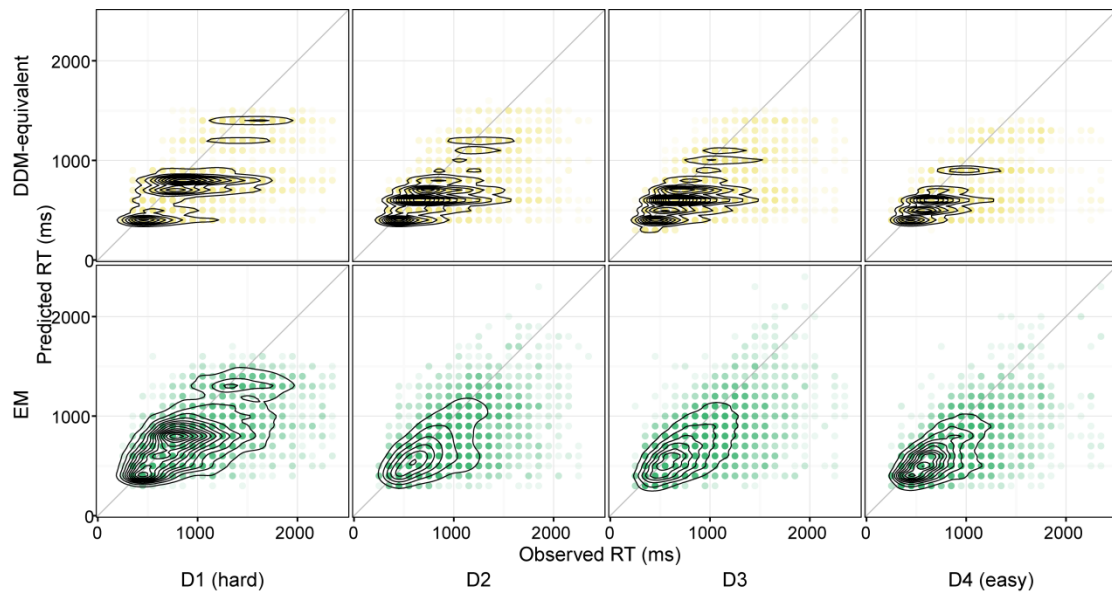 DDM-equivalent
EM
Predicted RT (ms)
2000
1000
0
2000
1000
0
0 1000 2000 0 1000 2000 0 1000 2000 0 1000 2000
Observed RT (ms)
D1 (hard) D2 D3 D4 (easy)